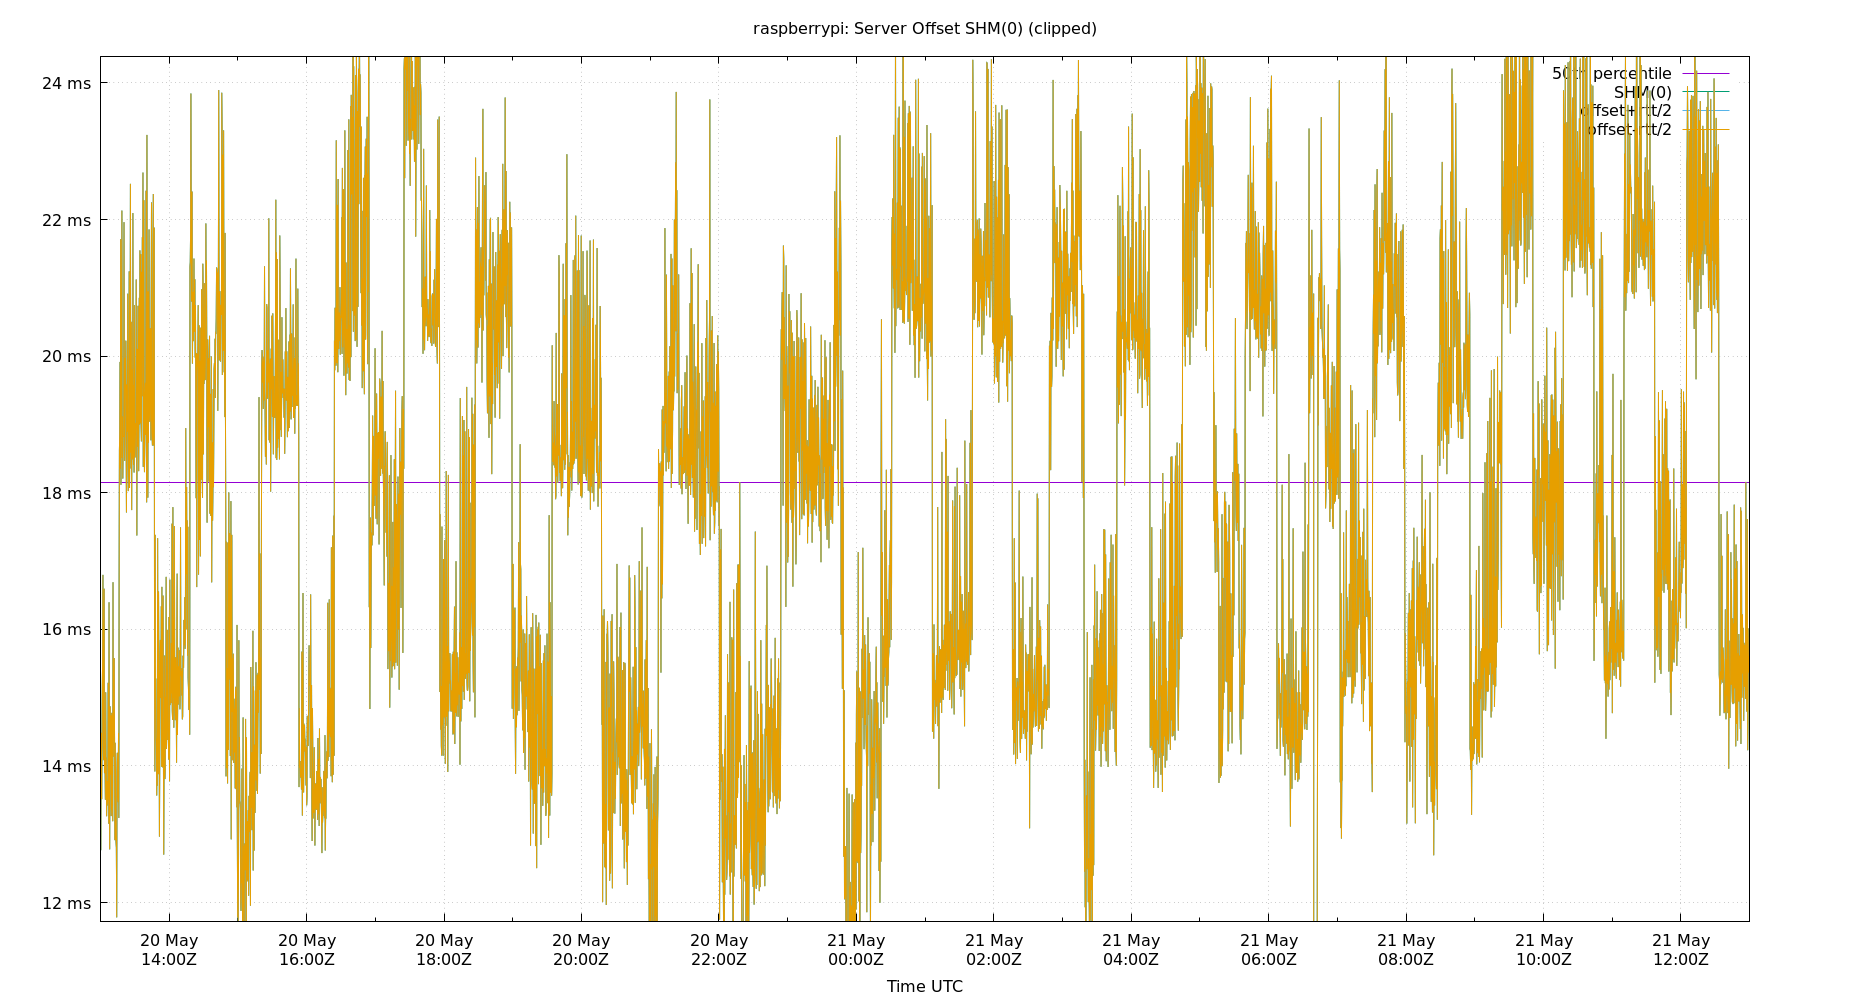 raspberrypi: Server Offset SHM(0) (clipped)
24 ms
22 ms
20 ms
18 ms
16 ms
14 ms
12 ms
50th percentile
SHM(0)
offset+rtt/2
offset-rtt/2
20 May 20 May 20 May 20 May 20 May 21 May 21 May 21 May 21 May 21 May 21 May 21 May
14:00Z 16:00Z 18:00Z 20:00Z 22:00Z 00:00Z 02:00Z 04:00Z 06:00Z 08:00Z 10:00Z 12:00Z
Time UTC